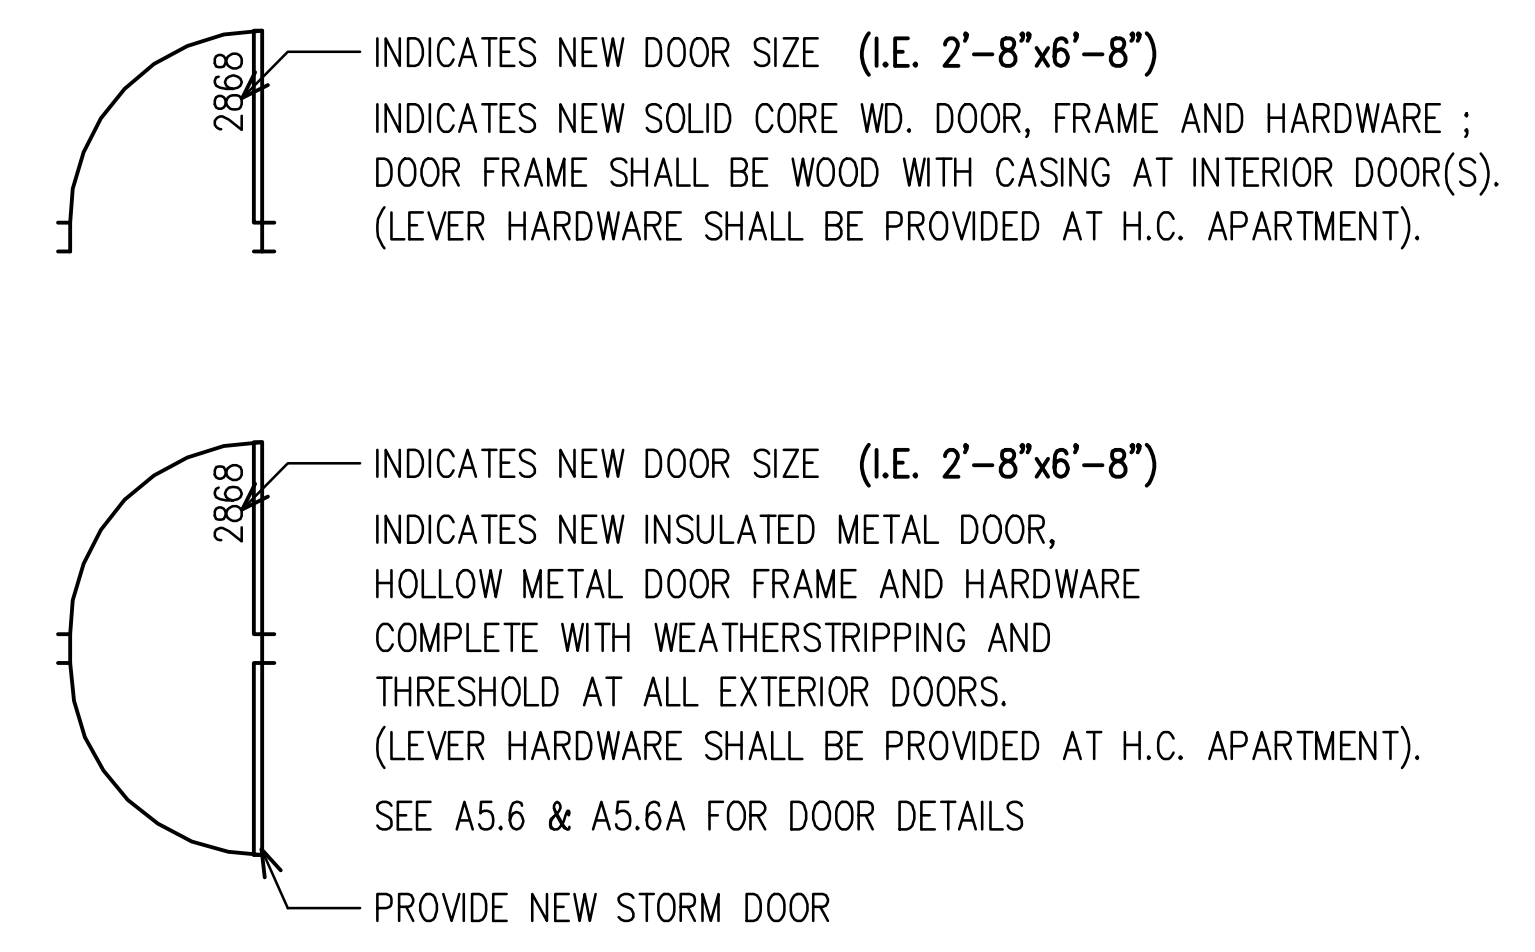 2868
INDICATES NEW DOOR SIZE (I.E. 2'-8"x6'-8")
INDICATES NEW SOLID CORE WD. DOOR, FRAME AND HARDWARE ;
DOOR FRAME SHALL BE WOOD WITH CASING AT INTERIOR DOOR(S).
(LEVER HARDWARE SHALL BE PROVIDED AT H.C. APARTMENT).
2868
INDICATES NEW DOOR SIZE (I.E. 2'-8"x6'-8")
INDICATES NEW INSULATED METAL DOOR,
HOLLOW METAL DOOR FRAME AND HARDWARE
COMPLETE WITH WEATHERSTRIPPING AND
THRESHOLD AT ALL EXTERIOR DOORS.
(LEVER HARDWARE SHALL BE PROVIDED AT H.C. APARTMENT).
SEE A5.6 & A5.6A FOR DOOR DETAILS
PROVIDE NEW STORM DOOR